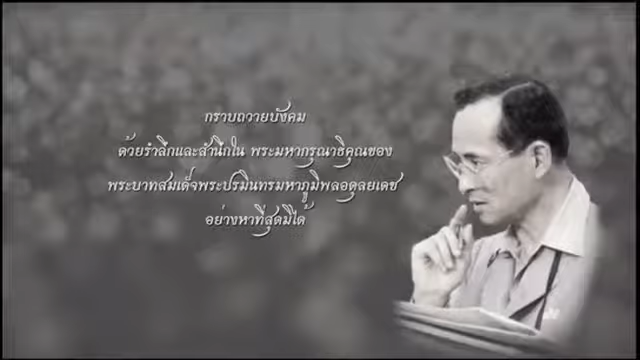 กราบถวายบังคม
ด้วยรำลึกและสำนึกใน พระมหากรุณาธิคุณของ
พระบาทสมเด็จพระปรมินทรมหาภูมิพลอดุลยเดช
อย่างหาที่สุดมิได้